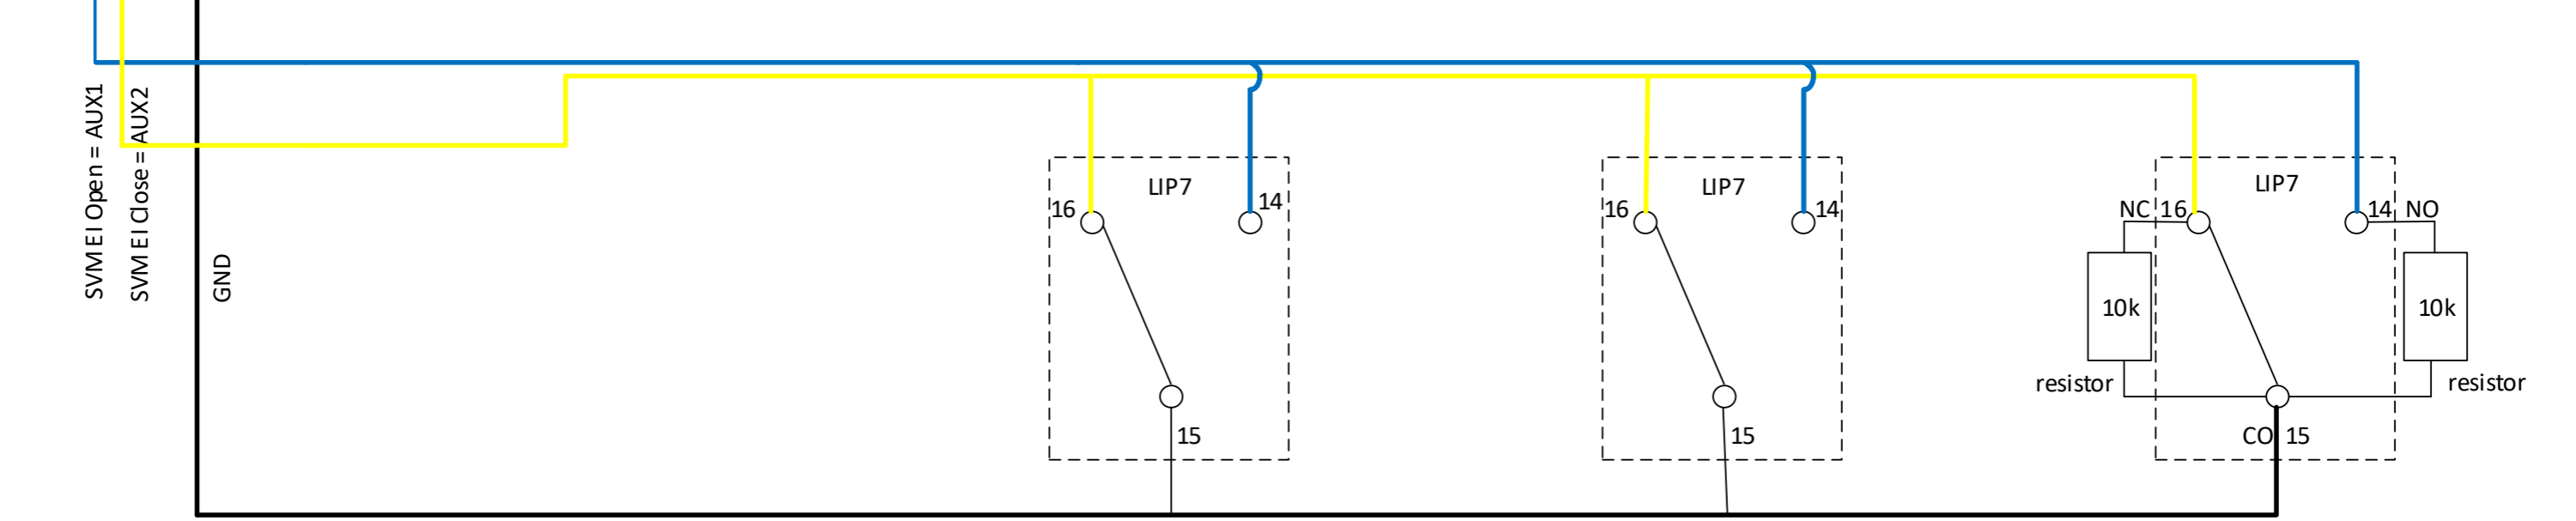 SVM EI Open = AUX1
SVM EI Close = AUX2
GND
LIP7
16
14
15
LIP7
16
14
15
LIP7
NC 16
14 NO
10k
10k
resistor
resistor
CO 15